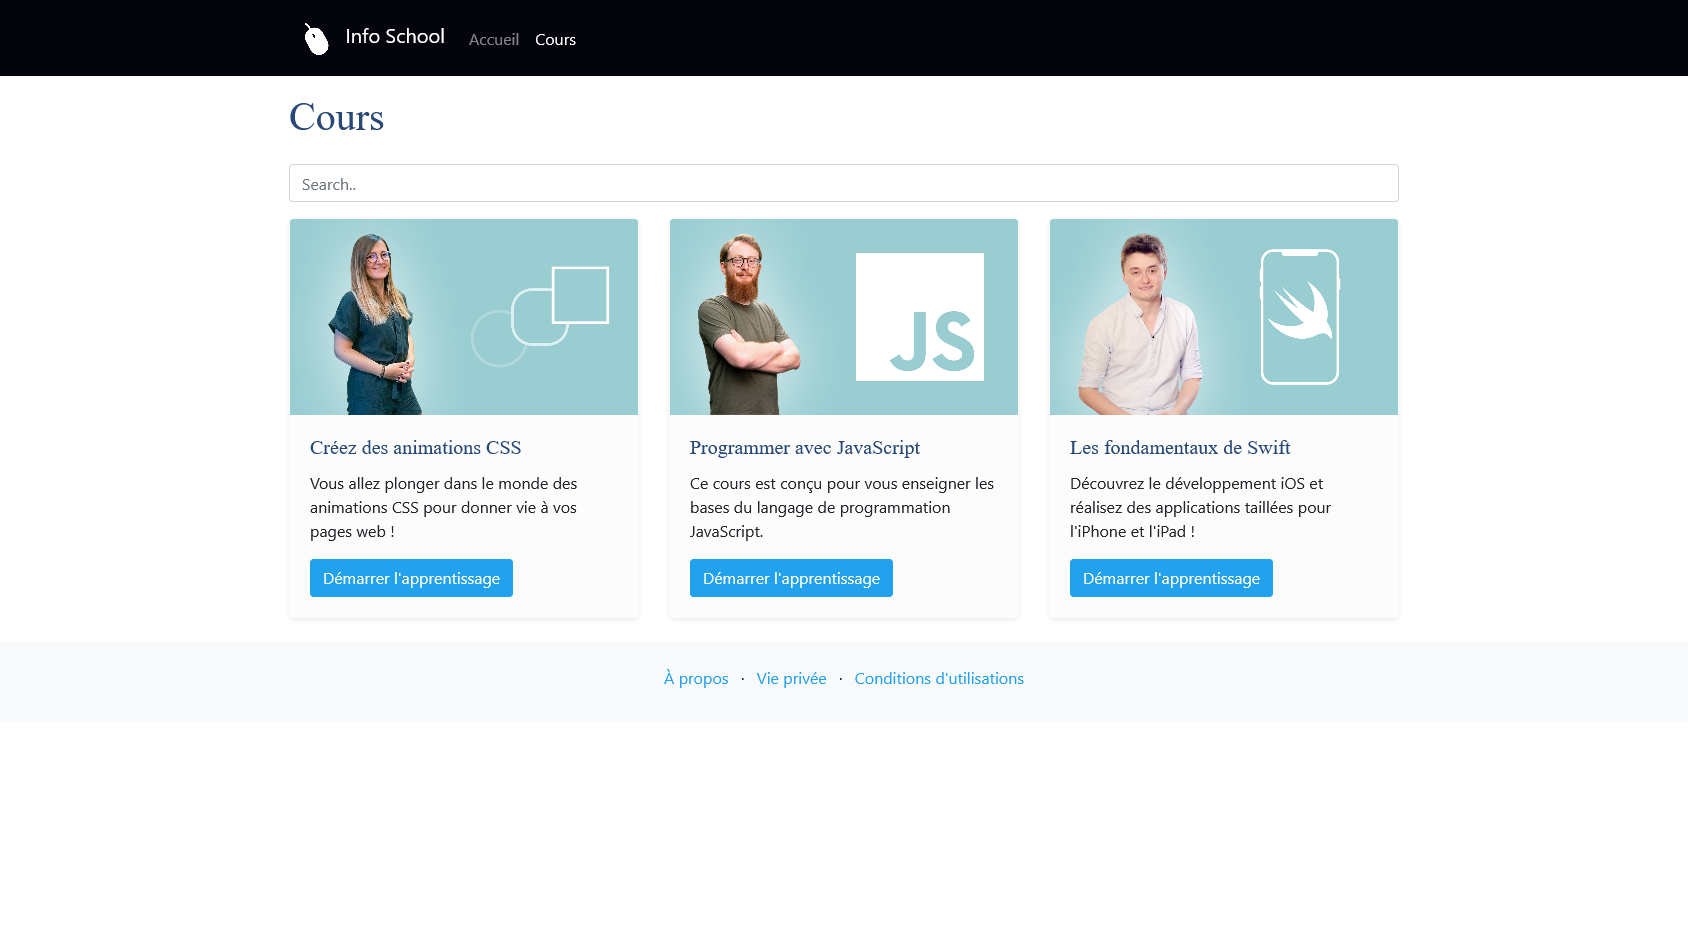 Info School
Accueil
Cours
Cours
Search..
JS
Créez des animations CSS
Vous allez plonger dans le monde des
animations CSS pour donner vie à vos
pages web !
Démarrer l'apprentissage
Programmer avec JavaScript
Ce cours est conçu pour vous enseigner les
bases du langage de programmation
JavaScript.
Démarrer l'apprentissage
Les fondamentaux de Swift
Découvrez le développement iOS et
réalisez des applications taillées pour
l'iPhone et l'iPad !
Démarrer l'apprentissage
À propos · Vie privée · Conditions d'utilisations